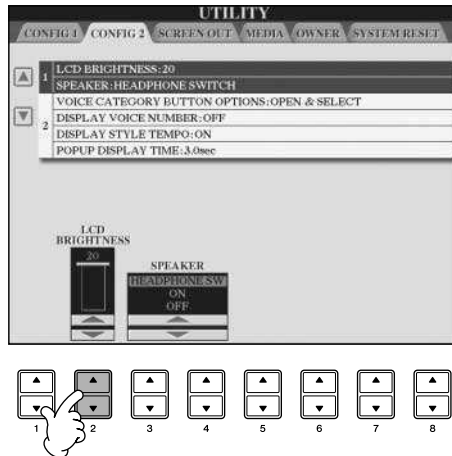 UTILITY
CONFIG 1 CONFIG 2 SCREEN OUT MEDIA OWNER SYSTEM RESET
1 LCD BRIGHTNESS:20
SPEAKER:HEADPHONE SWITCH
VOICE CATEGORY BUTTON OPTIONS:OPEN & SELECT
2 DISPLAY VOICE NUMBER:OFF
DISPLAY STYLE TEMPO:ON
POPUP DISPLAY TIME:3.0sec
LCD
BRIGHTNESS
20
SPEAKER
HEADPHONE SW
ON
OFF
1 2 3 4 5 6 7 8